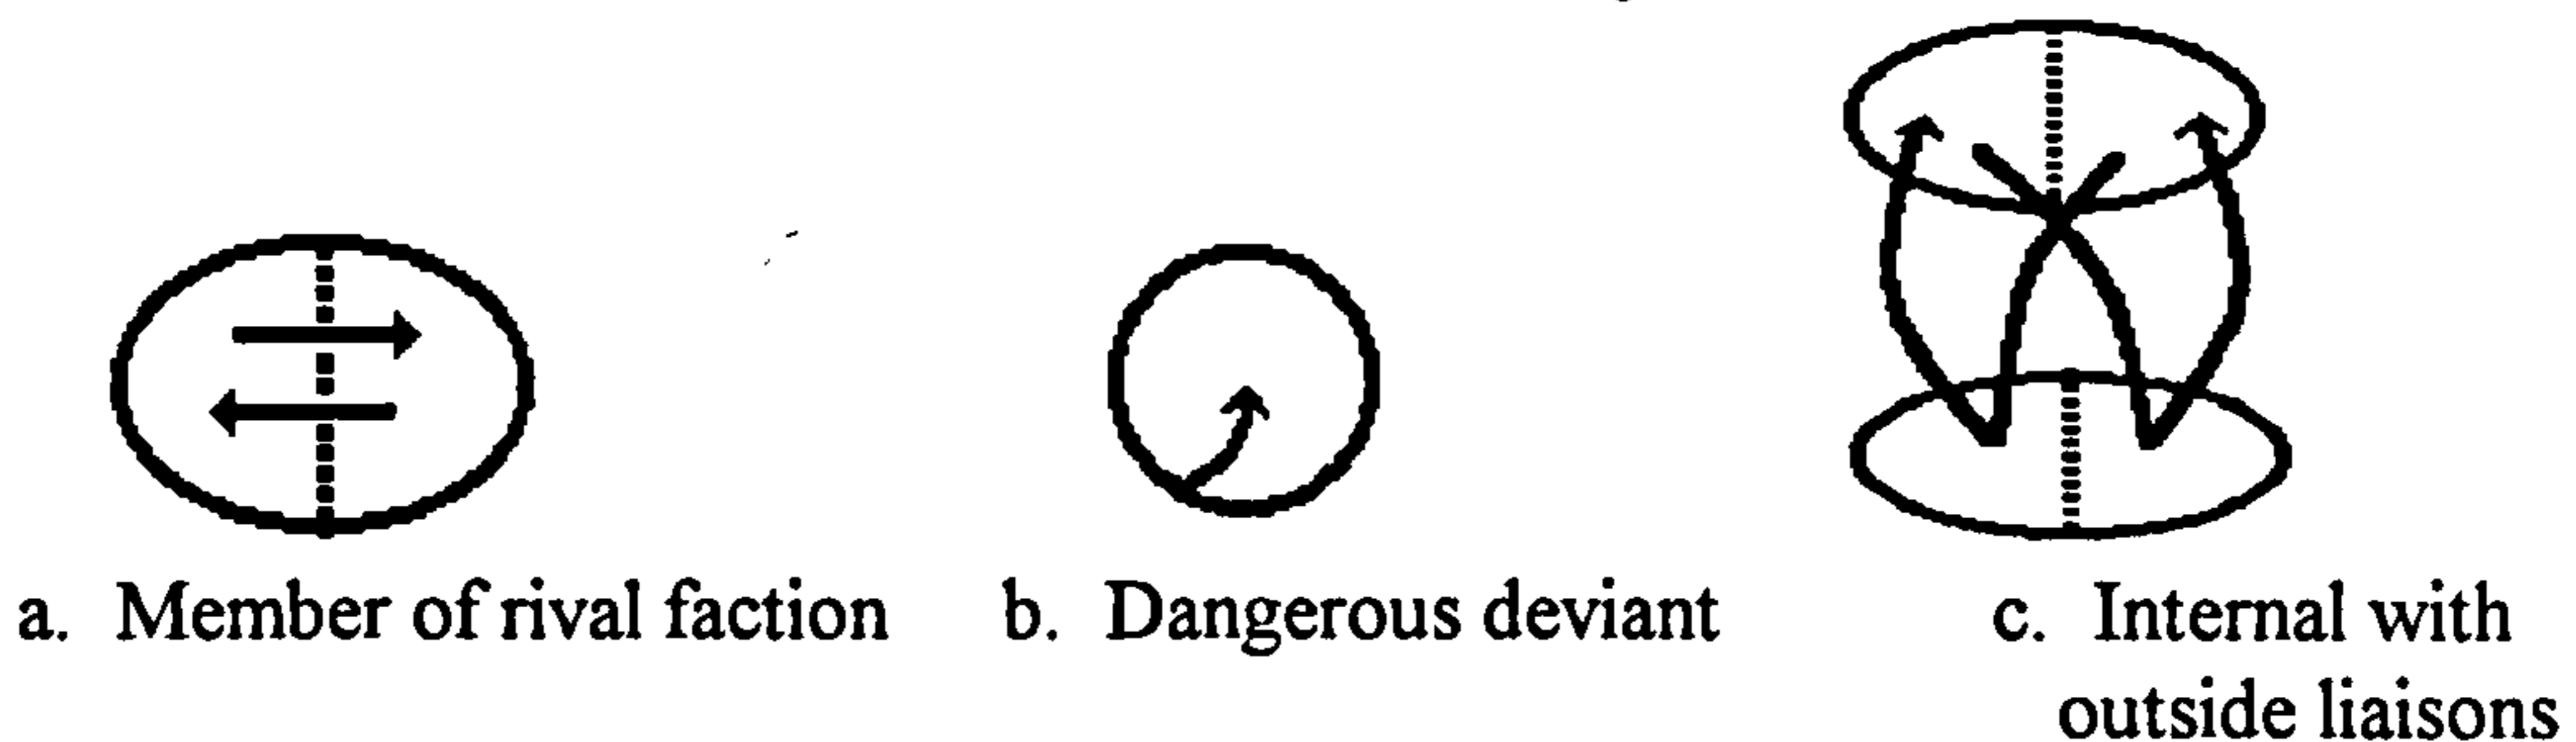 a. Member of rival faction b. Dangerous deviant c. Internal with
outside liaisons